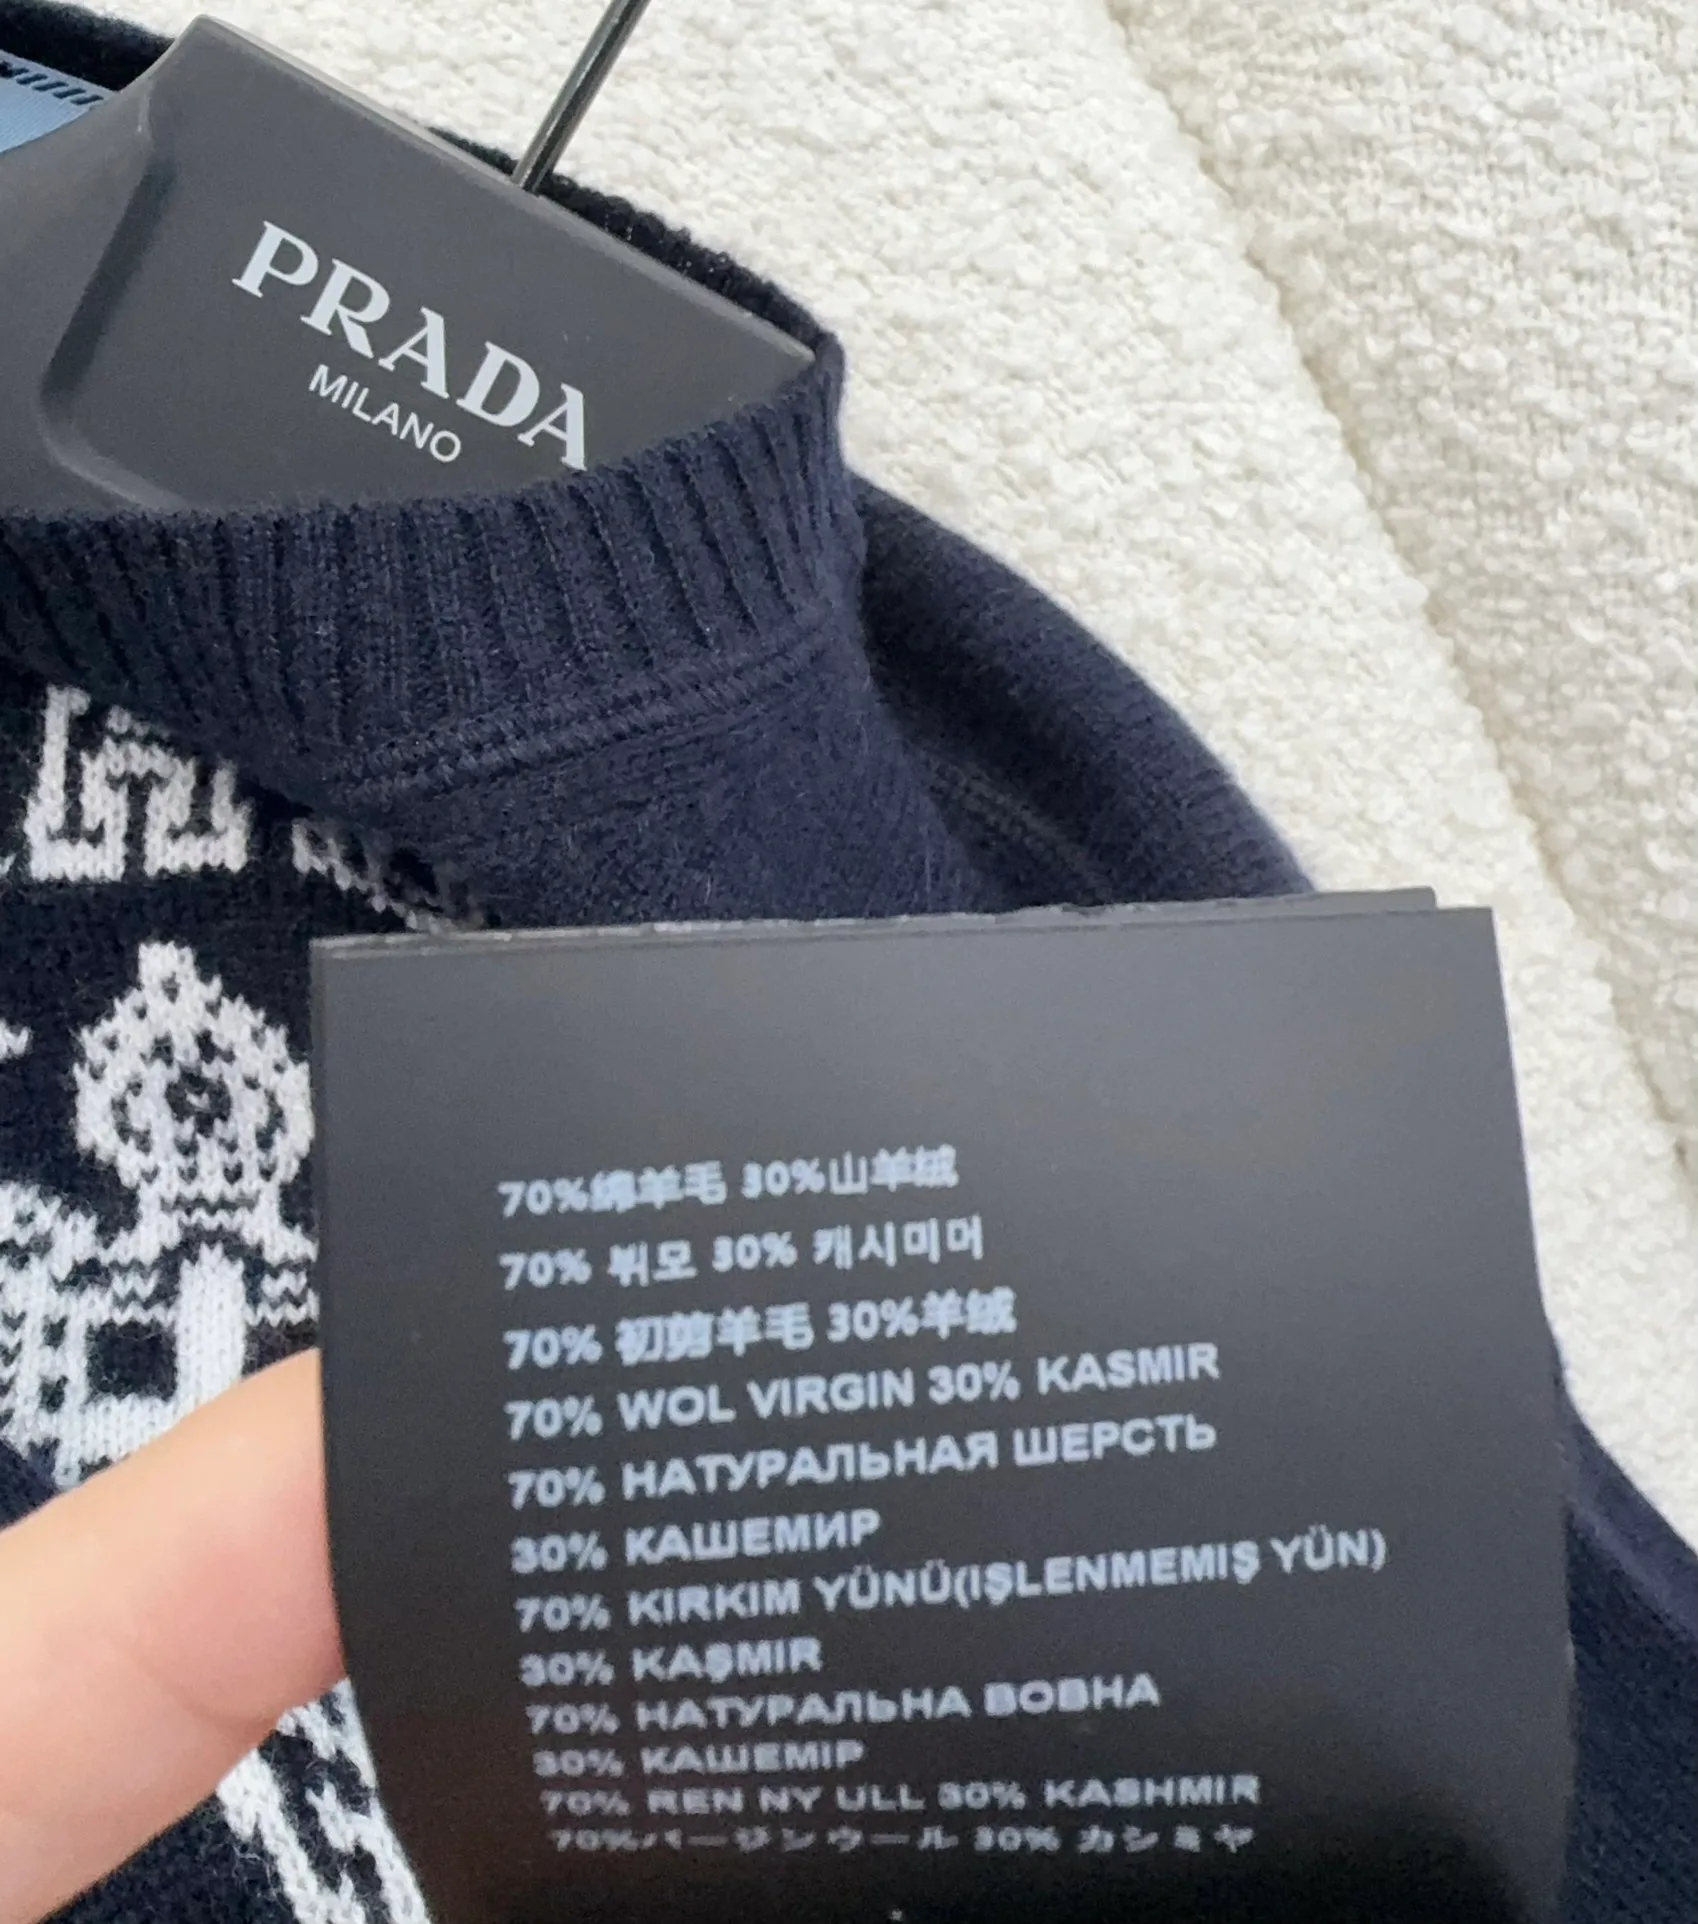 PRADA
MILANO
70%绵羊毛 30%山羊绒
70% 뷔모 30% 캐시미머
70% 初剪羊毛 30%羊绒
70% WOL VIRGIN 30% KASMIR
70% НАТУРАЛЬНАЯ ШЕРСТЬ
30% КАШЕМИР
70% KIRKIM YÜNÜ(IŞLENMEMIŞ YÜN)
30% KAŞMIR
70% НАТУРАЛЬНА ВОВНА
30% КАШЕМІР
70% REN NY ULL 30% KASHMIR
70%バージンウール 30% カシミヤ